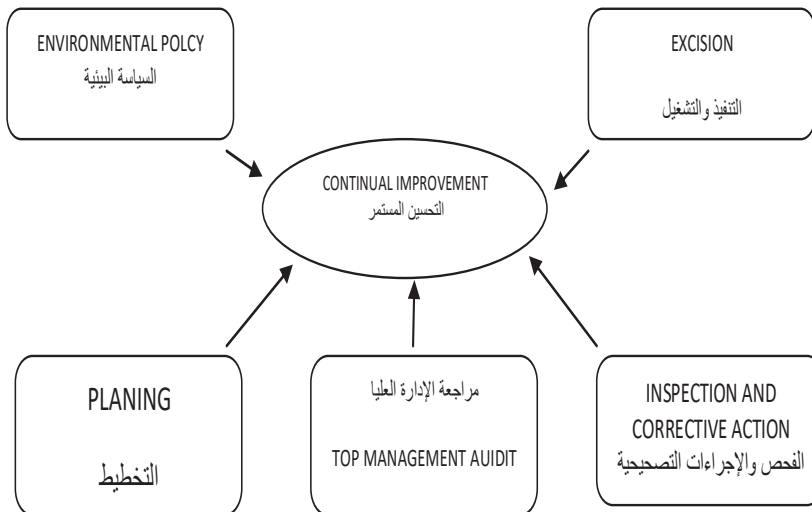 ENVIRONMENTAL POLCY
السياسة البيئية
EXCISION
التنفيذ والتشغيل
CONTINUAL IMPROVEMENT
التحسين المستمر
PLANING
التخطيط
مراجعة الإدارة العليا
TOP MANAGEMENT AUIDIT
INSPECTION AND
CORRECTIVE ACTION
الفحص والإجراءات التصحيحية